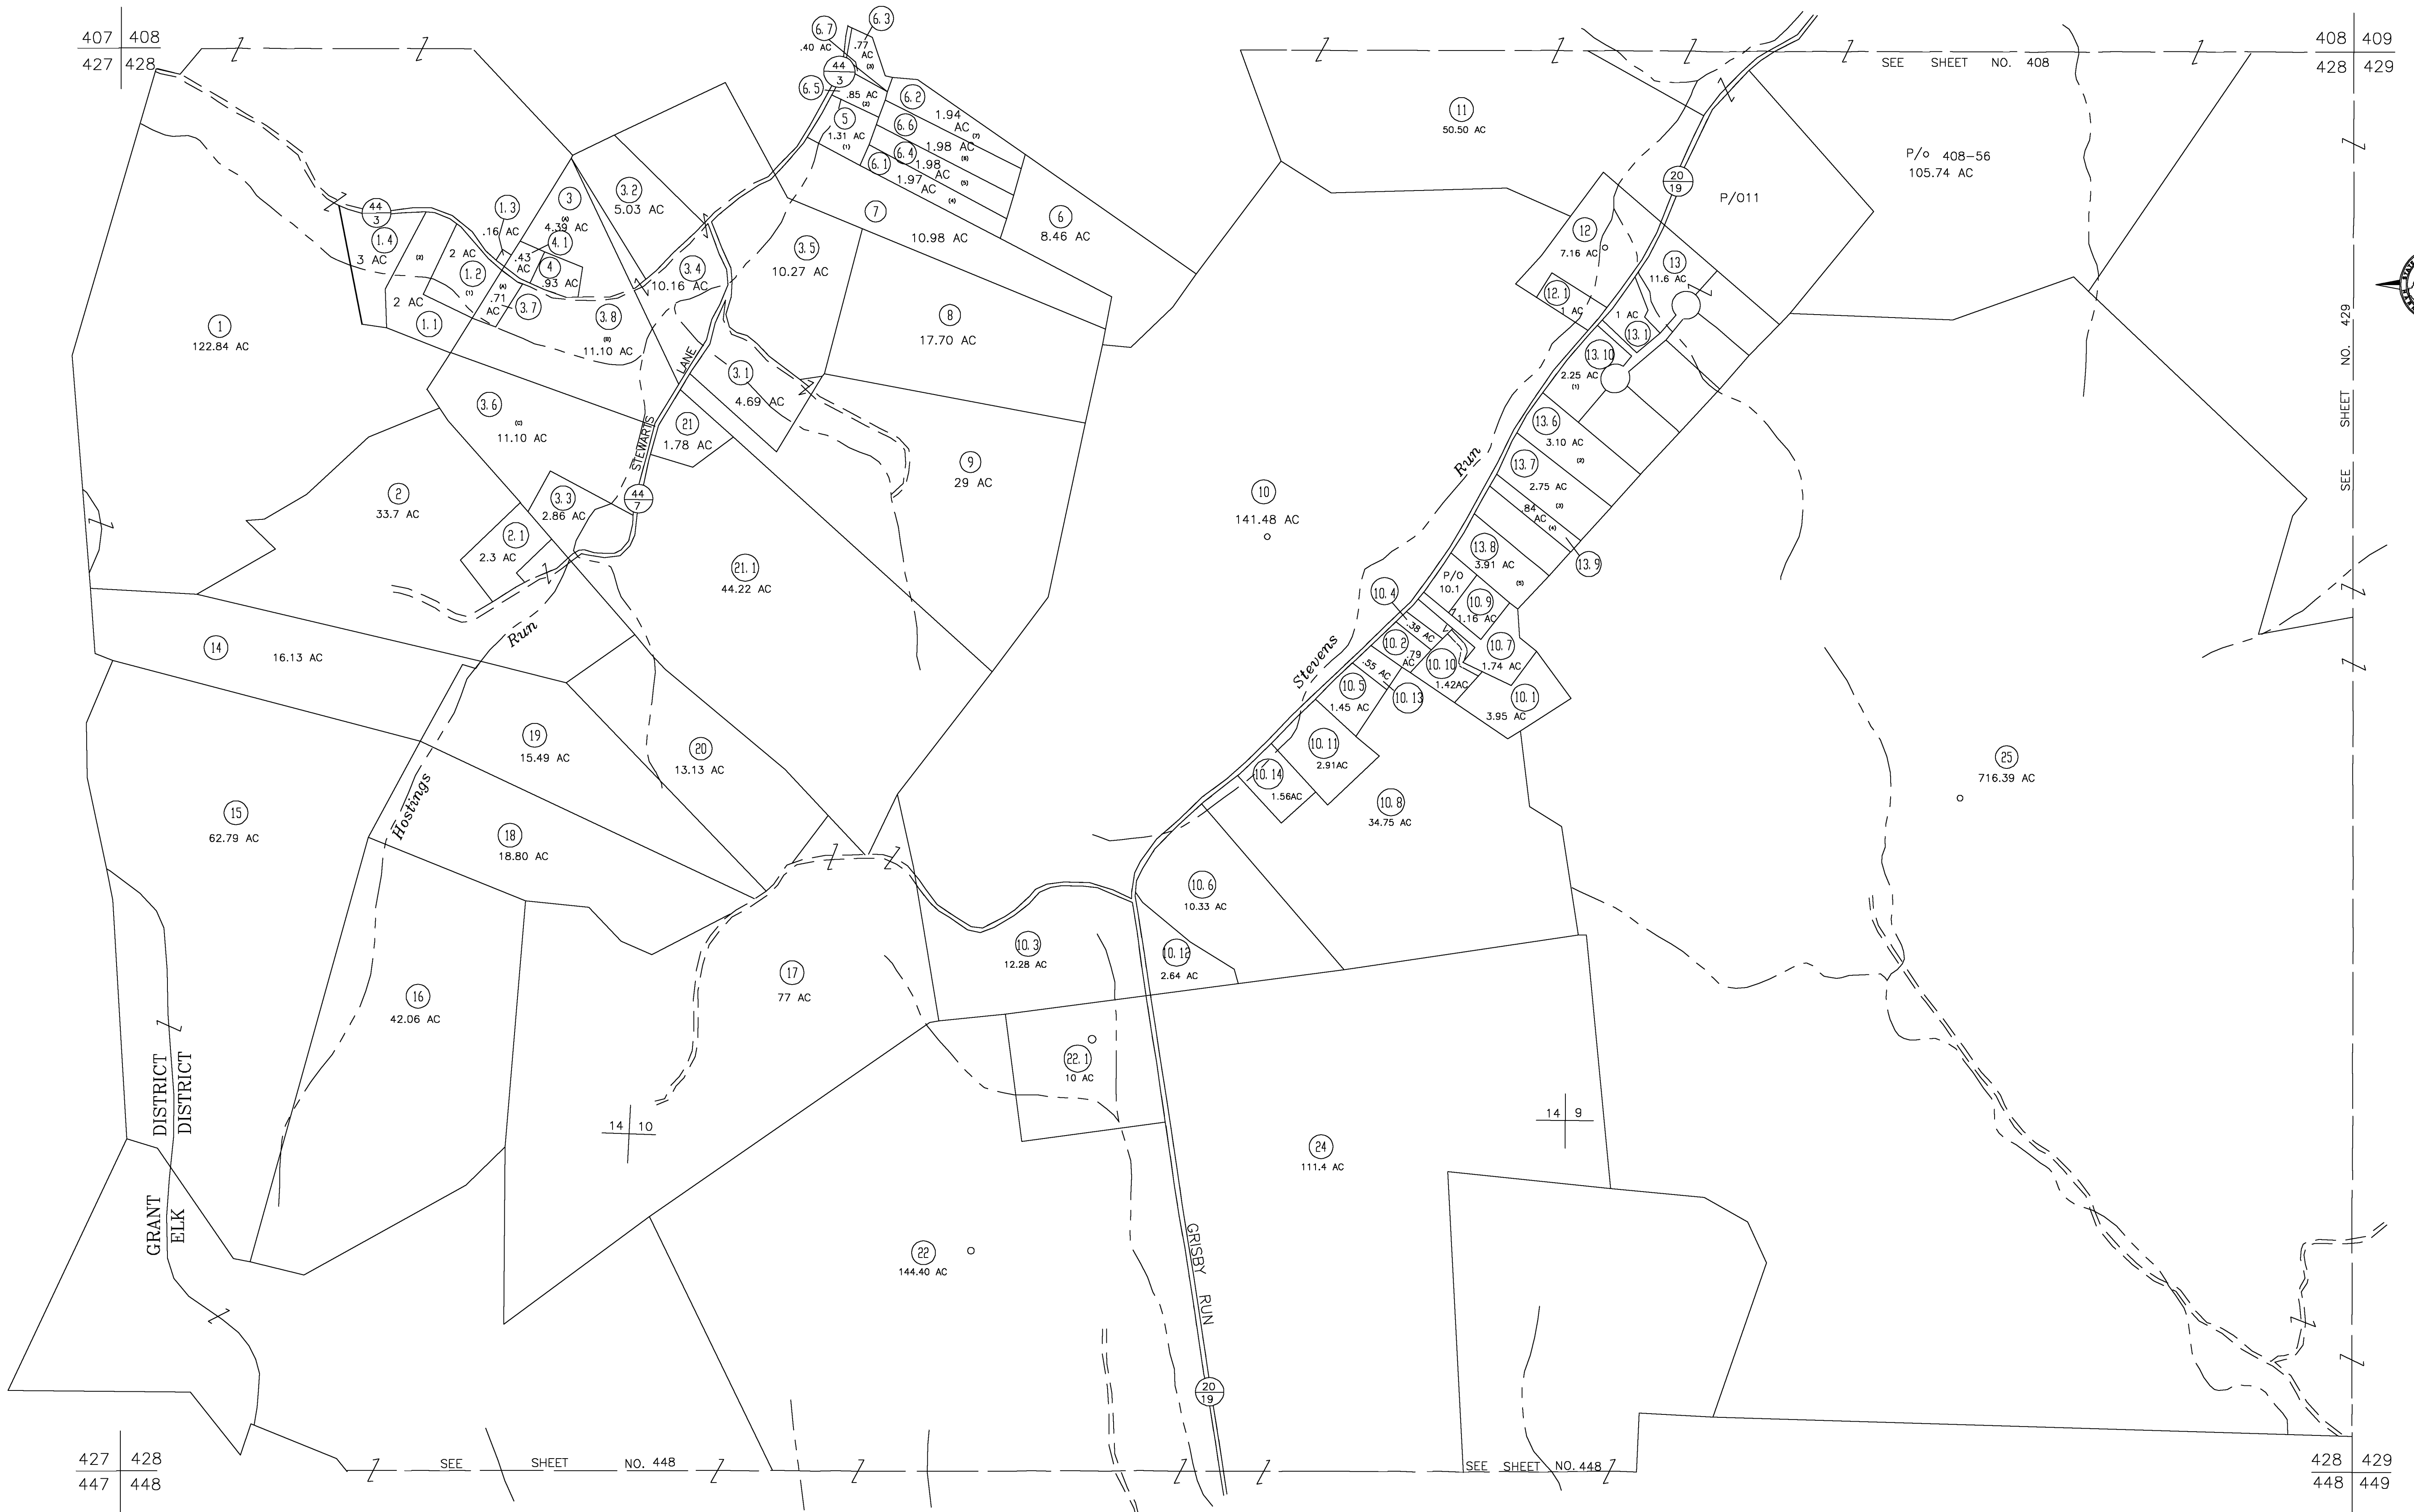 407 408
427 428
408 409
428 429
SEE SHEET NO. 408
SEE SHEET NO. 429
6.7
.40 AC
6.3
.77
AC
(3)
44
3
6.5
.85 AC
(2)
6.2
1.94
AC (7)
5
1.31 AC
(1)
6.6
1.98 AC
(6)
6.4
1.98
AC
(5)
6.1
1.97
AC
(4)
7
10.98 AC
6
8.46 AC
11
50.50 AC
P/o 408-56
105.74 AC
20
19
P/O11
44
3
1.4
3 AC
(2)
1.3
.16 AC
3
4.39 AC
3.2
5.03 AC
4.1
.43
AC
4
.93 AC
2 AC
1.2
(1)
2 AC
1.1
.71
AC
3.7
3.8
(B)
11.10 AC
3.4
10.16 AC
3.5
10.27 AC
8
17.70 AC
1
122.84 AC
12
7.16 AC
13
11.6 AC
12.1
1 AC
13.1
1 AC
13.10
2.25 AC
(1)
LANE
STEWARTS
3.1
4.69 AC
3.6
(C)
11.10 AC
21
1.78 AC
9
29 AC
13.6
3.10 AC
(2)
13.7
2.75 AC
(3)
.84
AC
(4)
13.9
13.8
3.91 AC
(5)
Run
2
33.7 AC
3.3
2.86 AC
44
7
2.1
2.3 AC
10
141.48 AC
21.1
44.22 AC
P/O
10.1
10.4
.38 AC
10.9
1.16 AC
10.2
.79
AC
10.7
1.74 AC
10.10
1.42AC
.55 AC
10.13
10.5
1.45 AC
10.1
3.95 AC
Stevens
14
16.13 AC
Run
Hostings
19
15.49 AC
20
13.13 AC
10.11
2.91AC
10.14
1.56AC
10.8
34.75 AC
25
716.39 AC
15
62.79 AC
18
18.80 AC
10.6
10.33 AC
10.3
12.28 AC
10.12
2.64 AC
16
42.06 AC
17
77 AC
22.1
10 AC
DISTRICT
DISTRICT
14 10
14 9
24
111.4 AC
GRANT
ELK
22
144.40 AC
GRISBY RUN
20
19
427 428
447 448
SEE SHEET NO. 448
SEE SHEET NO. 448
428 429
448 449